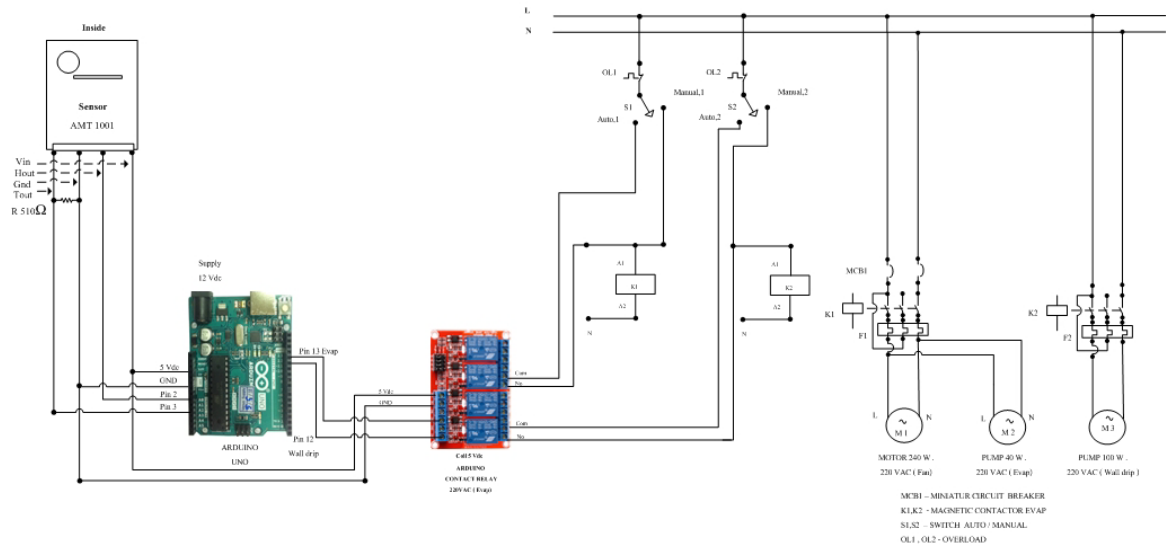 L
N
Inside
Sensor
AMT 1001
Vin
Hout
Gnd
Tout
R 510Ω
OL1
S1
Manual,1
Auto,1
OL2
S2
Manual,2
Auto,2
A1
K1
A2
N
A1
K2
A2
N
MCB1
K1
F1
K2
F2
Supply
12 Vdc
5 Vdc
GND
Pin 2
Pin 3
Pin 13 Evap
Pin 12
Wall drip
ARDUINO
UNO
5 Vdc
GND
Com
No
Com
No
Coil 5 Vdc
ARDUINO
CONTACT RELAY
220VAC ( Evap)
L
N
M 1
L
N
M 2
M 3
MOTOR 240 W .
220 VAC ( Fan)
PUMP 40 W .
220 VAC ( Evap)
PUMP 100 W .
220 VAC ( Wall drip )
MCB1 – MINIATUR CIRCUIT BREAKER
K1,K2 - MAGNETIC CONTACTOR EVAP
S1,S2 – SWITCH AUTO / MANUAL
OL1 , OL2 - OVERLOAD